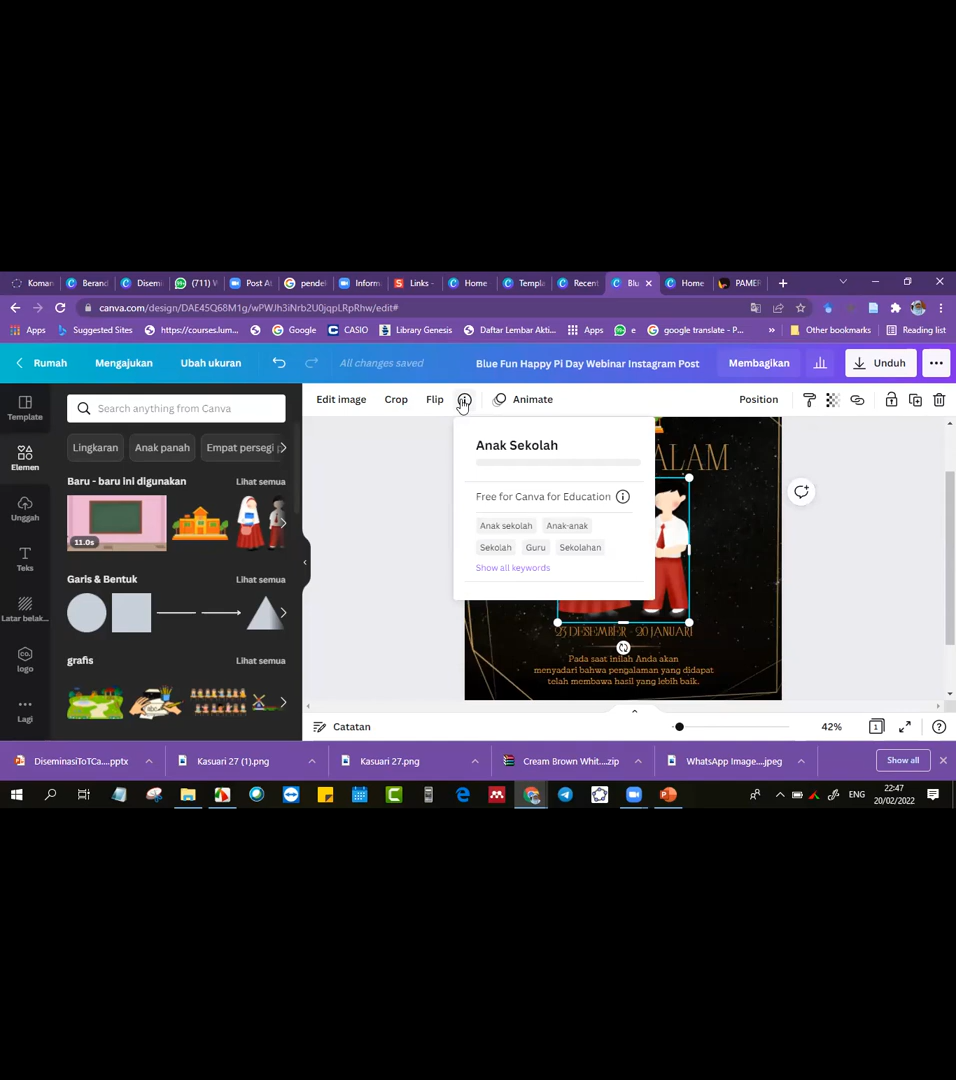 Koman
Berand
Disemi
(711) W
Post At
pendel
Inform
Links -
Home
Templa
Recent
Blu
Home
PAMER
canva.com/design/DAE45Q68M1g/wPWJh3iNrb2U0jqpLRpRhw/edit#
Apps
Suggested Sites
https://courses.lum...
Google
CASIO
Library Genesis
Daftar Lembar Akti...
Apps
e
google translate - P...
»
Other bookmarks
Reading list
Rumah
Mengajukan
Ubah ukuran
All changes saved
Blue Fun Happy Pi Day Webinar Instagram Post
Membagikan
Unduh
Template
Elemen
Unggah
Teks
Latar belak...
logo
Lagi
Search anything from Canva
Lingkaran
Anak panah
Empat persegi
Baru - baru ini digunakan
Lihat semua
11.0s
Garis & Bentuk
Lihat semua
grafis
Lihat semua
Edit image
Crop
Flip
Animate
Position
Anak Sekolah
Free for Canva for Education
Anak sekolah
Anak-anak
Sekolah
Guru
Sekolahan
Show all keywords
ALAM
23 DESEMBER - 20 JANUARI
Pada saat inilah Anda akan
menyadari bahwa pengalaman yang didapat
telah membawa hasil yang lebih baik.
Catatan
42%
1
DiseminasiToTCa....pptx
Kasuari 27 (1).png
Kasuari 27.png
Cream Brown Whit....zip
WhatsApp Image....jpeg
Show all
ENG
22:47
20/02/2022